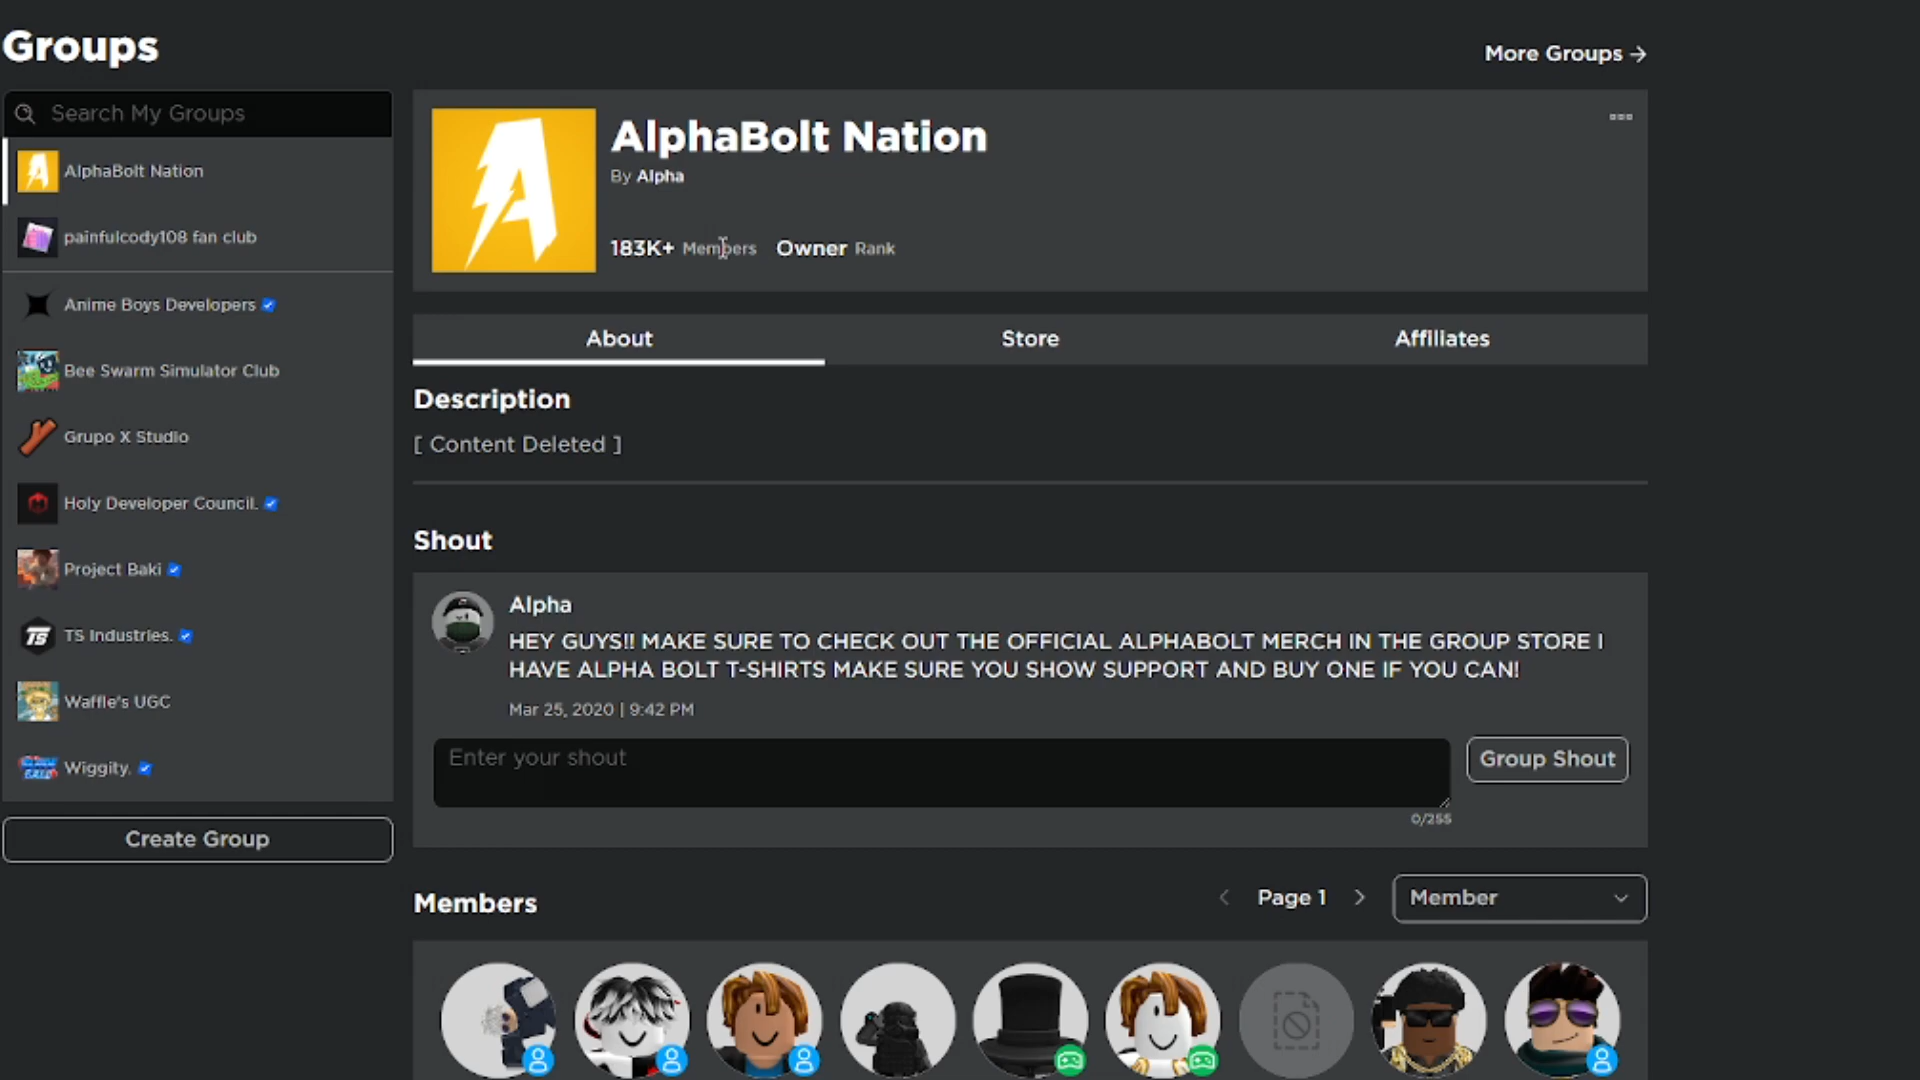 Groups
More Groups →
Search My Groups
AlphaBolt Nation
painfulcody108 fan club
Anime Boys Developers
Bee Swarm Simulator Club
Grupo X Studio
Holy Developer Council.
Project Baki
TS
TS Industries.
Waffle's UGC
Wiggity.
Create Group
A
AlphaBolt Nation
By Alpha
183K+ Members Owner Rank
About Store Affiliates
Description
[ Content Deleted ]
Shout
Alpha
HEY GUYS!! MAKE SURE TO CHECK OUT THE OFFICIAL ALPHABOLT MERCH IN THE GROUP STORE I
HAVE ALPHA BOLT T-SHIRTS MAKE SURE YOU SHOW SUPPORT AND BUY ONE IF YOU CAN!
Mar 25, 2020 | 9:42 PM
Enter your shout
Group Shout
0/255
Members
Page 1
Member